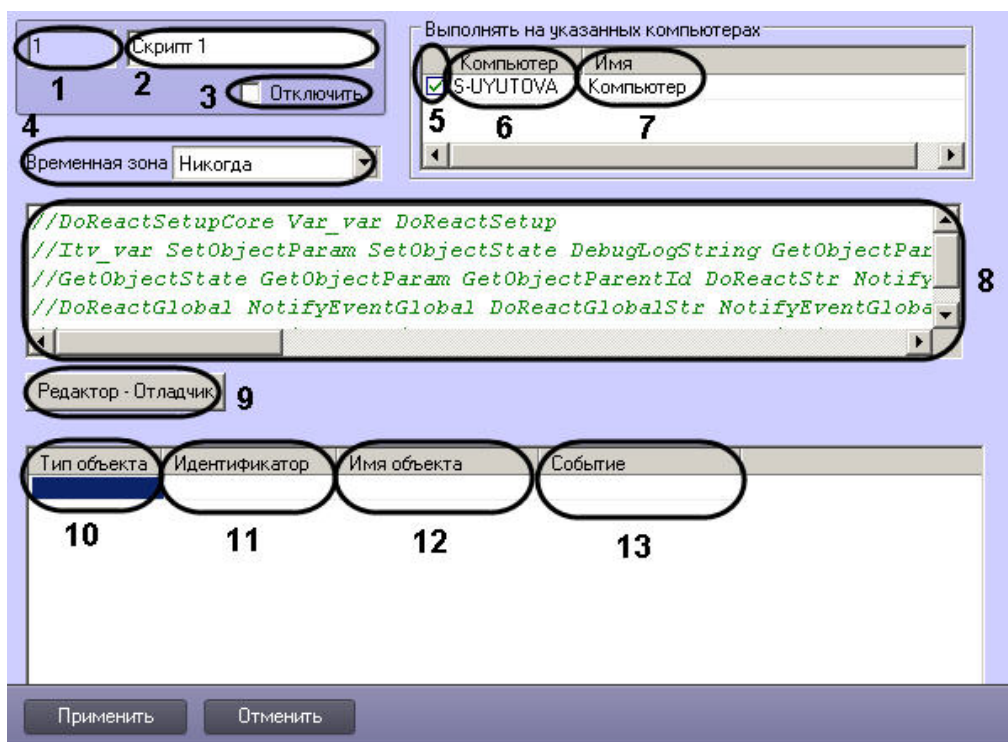 1
Скрипт 1
1
2
3
Отключить
Выполнять на указанных компьютерах
Компьютер Имя
S-UYUTOVA Компьютер
5
6
7
4
Временная зона Никогда
//DoReactSetupCore Var_var DoReactSetup
//Itv_var SetObjectParam SetObjectState DebugLogString GetObjectPar
//GetObjectState GetObjectParam GetObjectParentId DoReactStr Notify
//DoReactGlobal NotifyEventGlobal DoReactGlobalStr NotifyEventGloba
8
Редактор - Отладчик
9
Тип объекта Идентификатор Имя объекта Событие
10
11
12
13
Применить Отменить